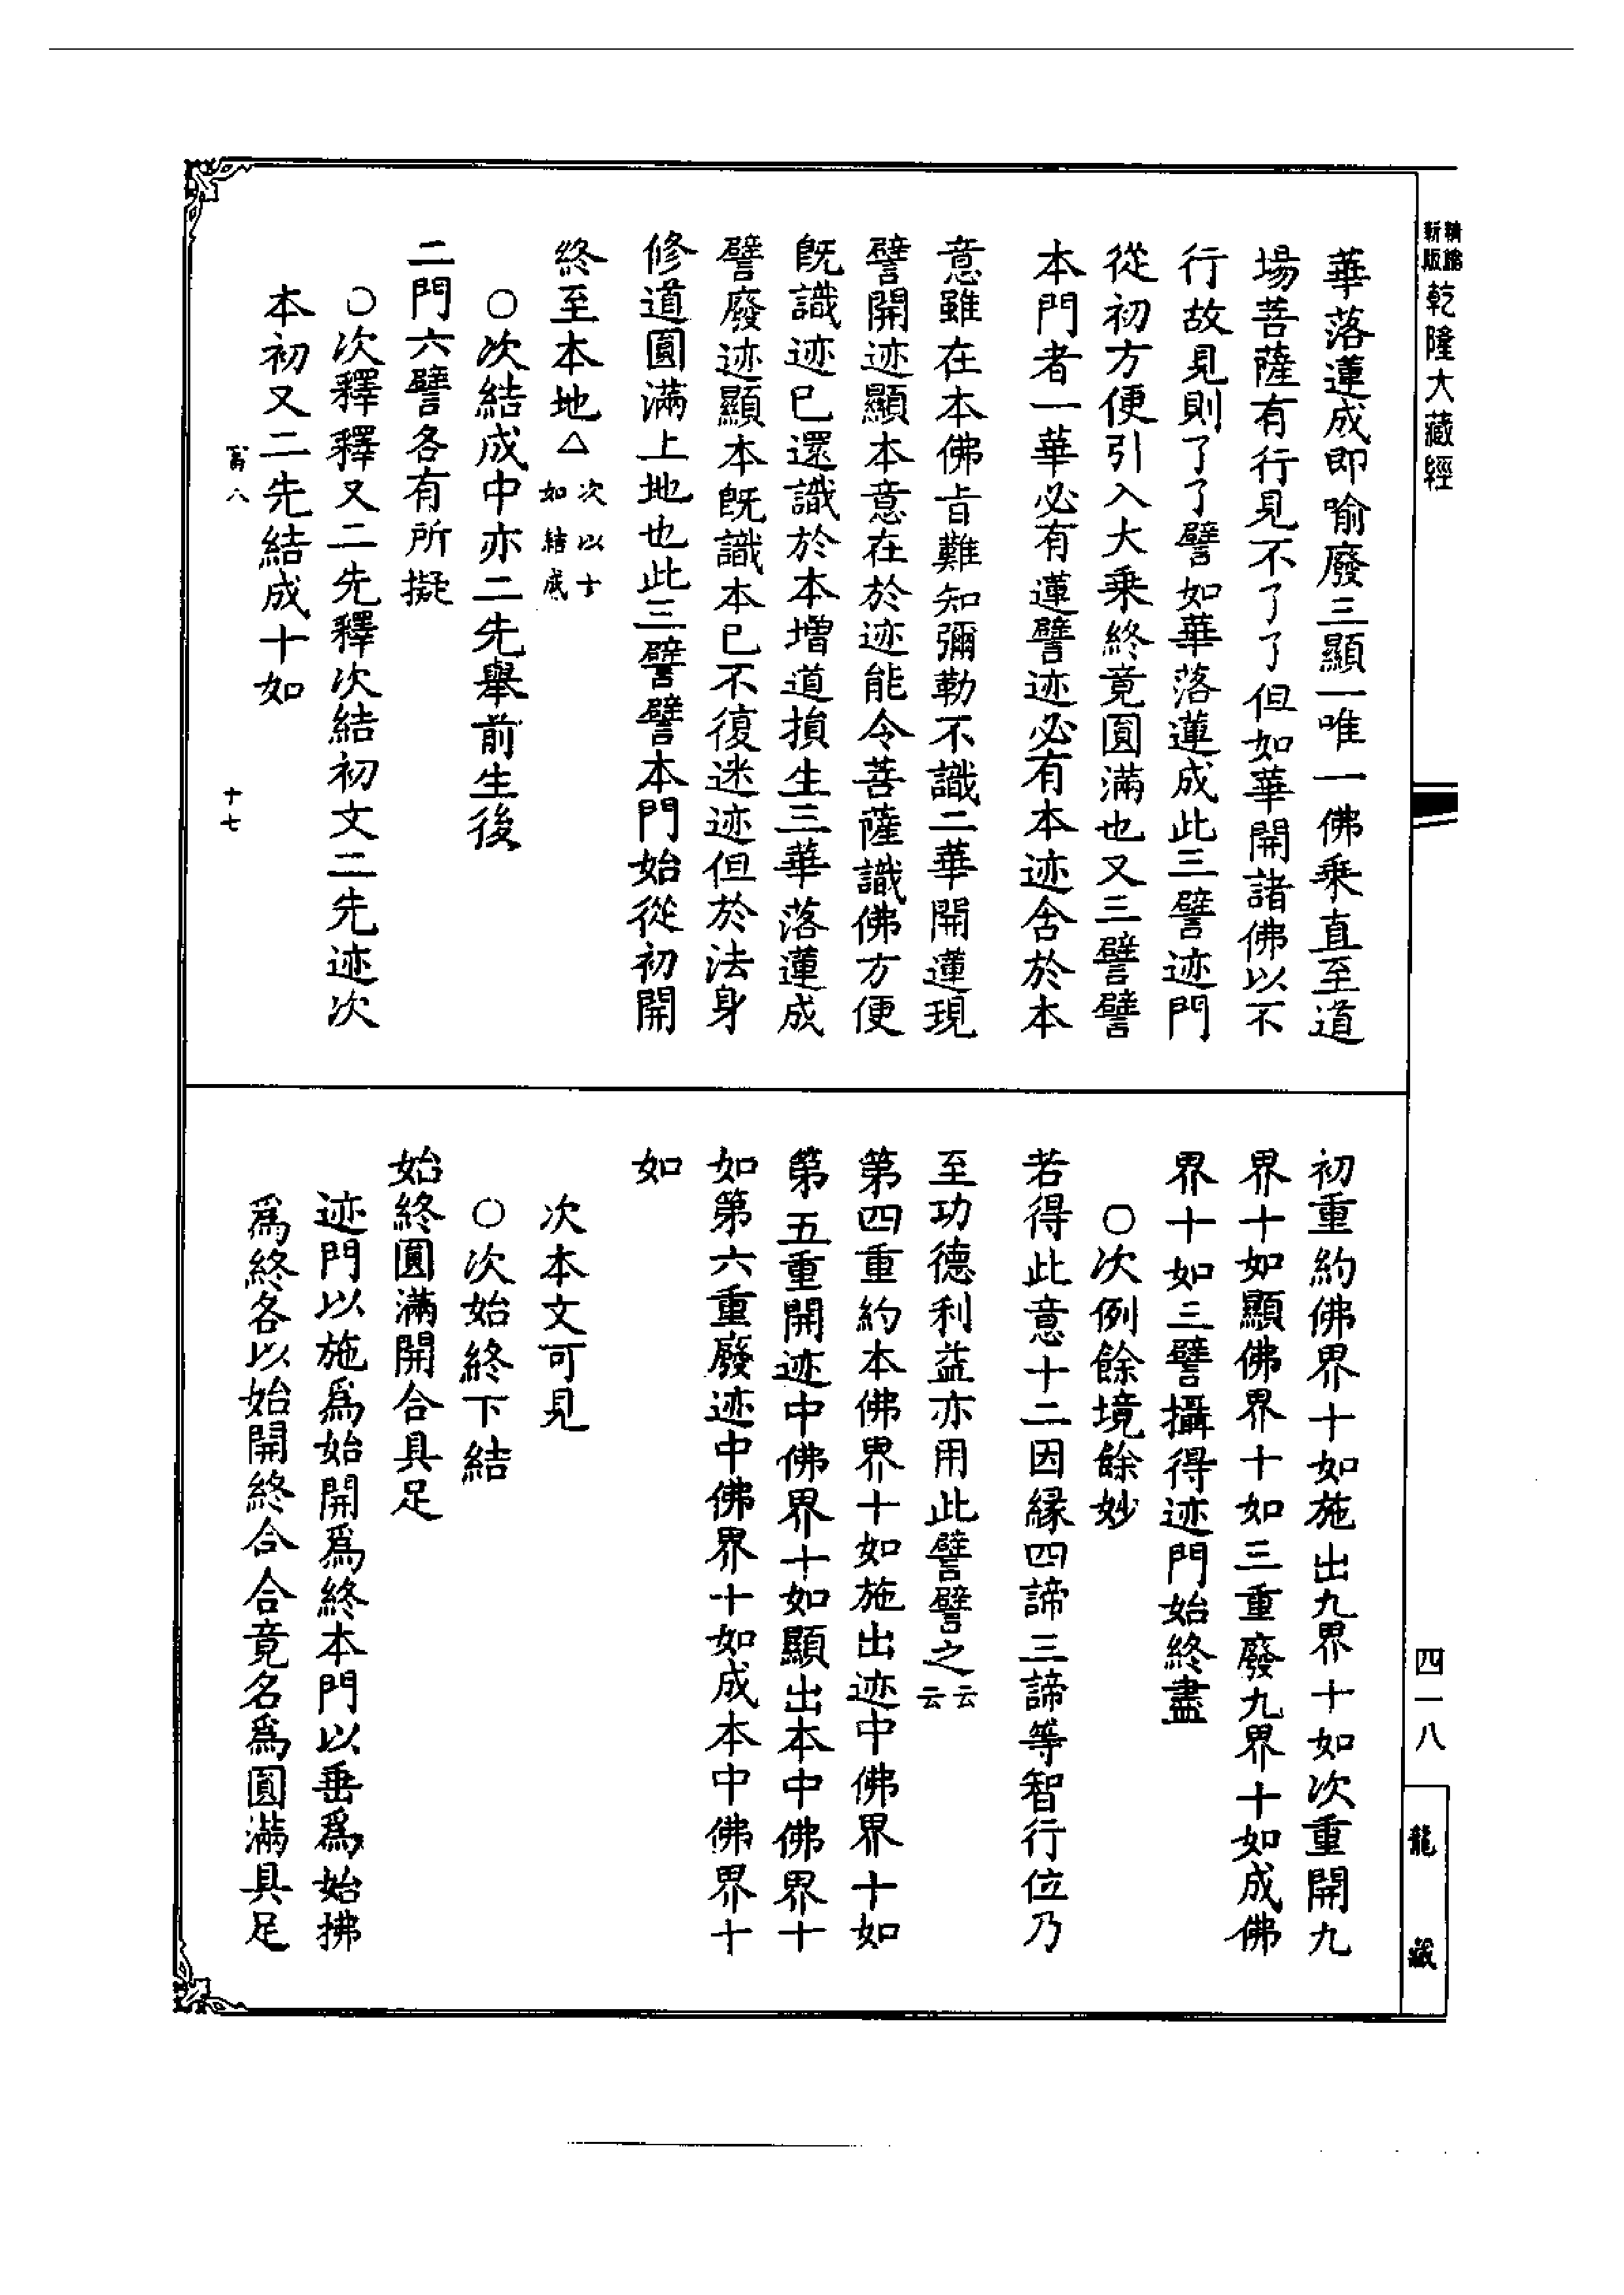 新版
精縮
乾隆大藏經
四一八
龍藏
華落蓮成即喻廢三顯一唯一佛乘直至道
場菩薩有行見不了了但如華開諸佛以不
行故見則了了譬如華落蓮成此三譬迹門
從初方便引入大乘終竟圓滿也又三譬譬
本門者一華必有蓮譬迹必有本迹含於本
意雖在本佛旨難知彌勒不識二華開蓮現
譬開迹顯本意在於迹能令菩薩識佛方便
既識迹已還識於本增道損生三華落蓮成
譬廢迹顯本既識本已不復迷迹但於法身
修道圓滿上地也此三譬譬本門始從初開
終至本地△次以十如結成
○次結成中亦二先舉前生後
二門六譬各有所擬
○次釋釋又二先釋次結初文二先迹次
本初又二先結成十如
八
十七
初重約佛界十如施出九界十如次重開九
界十如顯佛界十如三重廢九界十如成佛
界十如三譬攝得迹門始終盡
○次例餘境餘妙
若得此意十二因緣四諦三諦等智行位乃
至功德利益亦用此譬譬之云云
第四重約本佛界十如施出迹中佛界十如
第五重開迹中佛界十如顯出本中佛界十
如第六重廢迹中佛界十如成本中佛界十
如
次本文可見
○次始終下結
始終圓滿開合具足
迹門以施爲始開爲終本門以垂爲始拂
爲終各以始開終合合竟名爲圓滿具足